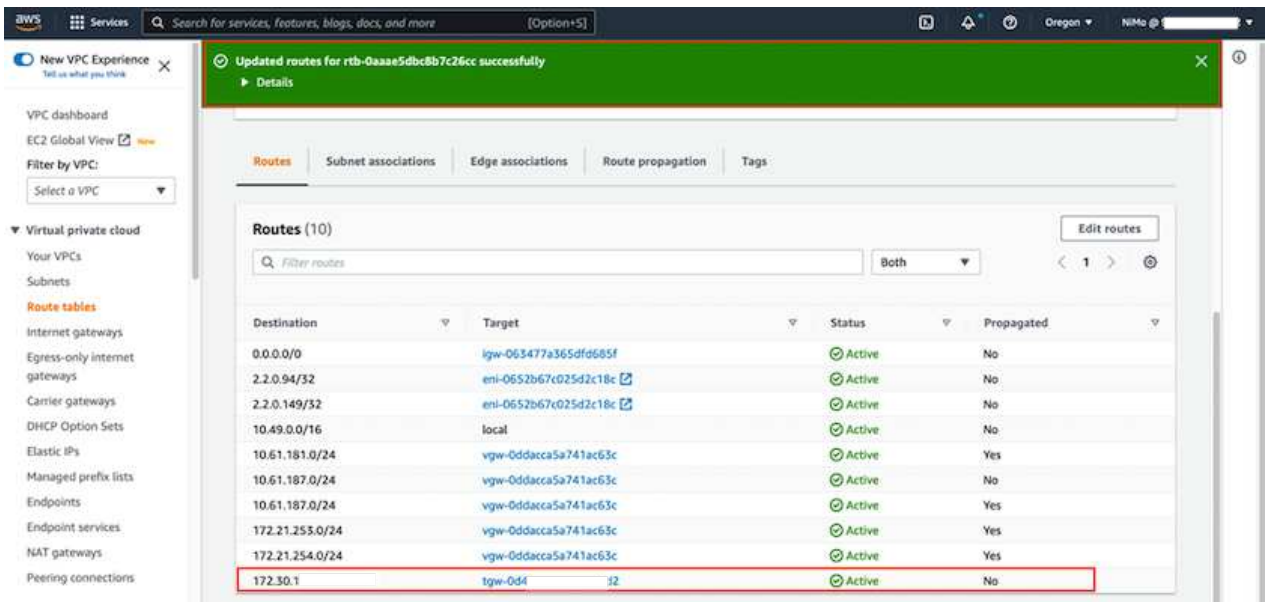 aws Services Search for services, features, blogs, docs, and more [Option+S] Oregon NiMo @
New VPC Experience
Tell us what you think
Updated routes for rtb-0aaae5dbc8b7c26cc successfully
Details
VPC dashboard
EC2 Global View New
Filter by VPC:
Select a VPC
Virtual private cloud
Your VPCs
Subnets
Route tables
Internet gateways
Egress-only internet
gateways
Carrier gateways
DHCP Option Sets
Elastic IPs
Managed prefix lists
Endpoints
Endpoint services
NAT gateways
Peering connections
Routes Subnet associations Edge associations Route propagation Tags
Routes (10) Edit routes
Filter routes Both 1
Destination Target Status Propagated
0.0.0.0/0 igw-063477a365dfd685f Active No
2.2.0.94/32 eni-0652b67c025d2c18c Active No
2.2.0.149/32 eni-0652b67c025d2c18c Active No
10.49.0.0/16 local Active No
10.61.181.0/24 vgw-0ddacca5a741ac63c Active Yes
10.61.187.0/24 vgw-0ddacca5a741ac63c Active No
10.61.187.0/24 vgw-0ddacca5a741ac63c Active Yes
172.21.253.0/24 vgw-0ddacca5a741ac63c Active Yes
172.21.254.0/24 vgw-0ddacca5a741ac63c Active Yes
172.30.1 tgw-0d4 d2 Active No